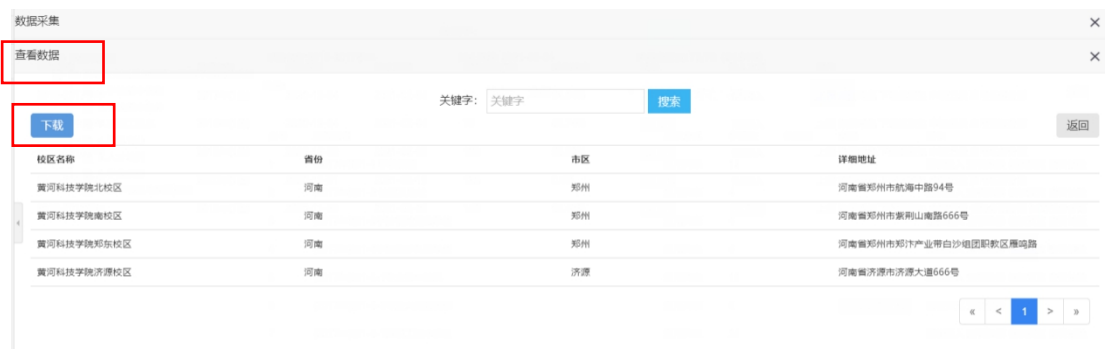 数据采集 ×
查看数据 ×
关键字: 关键字 搜索
下载 返回
校区名称 省份 市区 详细地址
黄河科技学院北校区 河南 郑州 河南省郑州市航海中路94号
黄河科技学院南校区 河南 郑州 河南省郑州市紫荆山南路666号
黄河科技学院郑东校区 河南 郑州 河南省郑州市郑汴产业带白沙组团职教区雁鸣路
黄河科技学院济源校区 河南 济源 河南省济源市济源大道666号
« < 1 > »